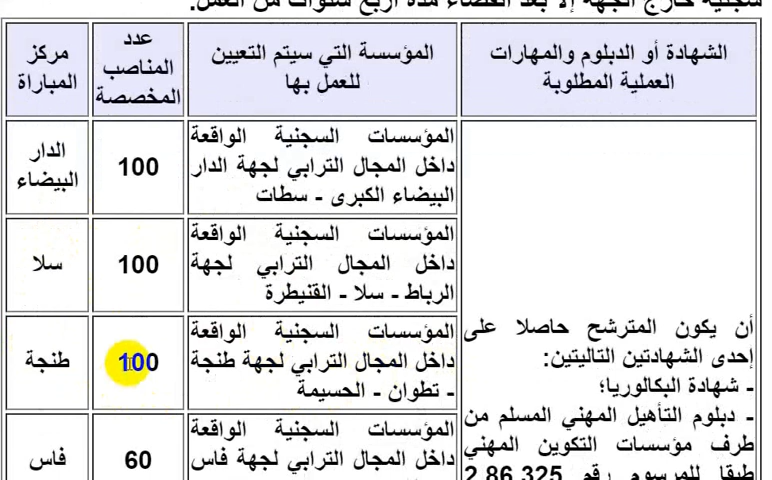 سجنية خارج الجهة إلا بعد انقضاء مدة أربع سنوات من العمل.
الشهادة أو الدبلوم والمهارات
العملية المطلوبة
المؤسسة التي سيتم التعيين
للعمل بها
عدد
المناصب
المخصصة
مركز
المباراة
أن يكون المترشح حاصلا على
إحدى الشهادتين التاليتين:
- شهادة البكالوريا؛
- دبلوم التأهيل المهني المسلم من
طرف مؤسسات التكوين المهني
طبقا للمرسوم رقم 2.86.325
المؤسسات السجنية الواقعة
داخل المجال الترابي لجهة الدار
البيضاء الكبرى - سطات
100
الدار
البيضاء
المؤسسات السجنية الواقعة
داخل المجال الترابي لجهة
الرباط - سلا - القنيطرة
100
سلا
المؤسسات السجنية الواقعة
داخل المجال الترابي لجهة طنجة
- تطوان - الحسيمة
100
طنجة
المؤسسات السجنية الواقعة
داخل المجال الترابي لجهة فاس
60
فاس